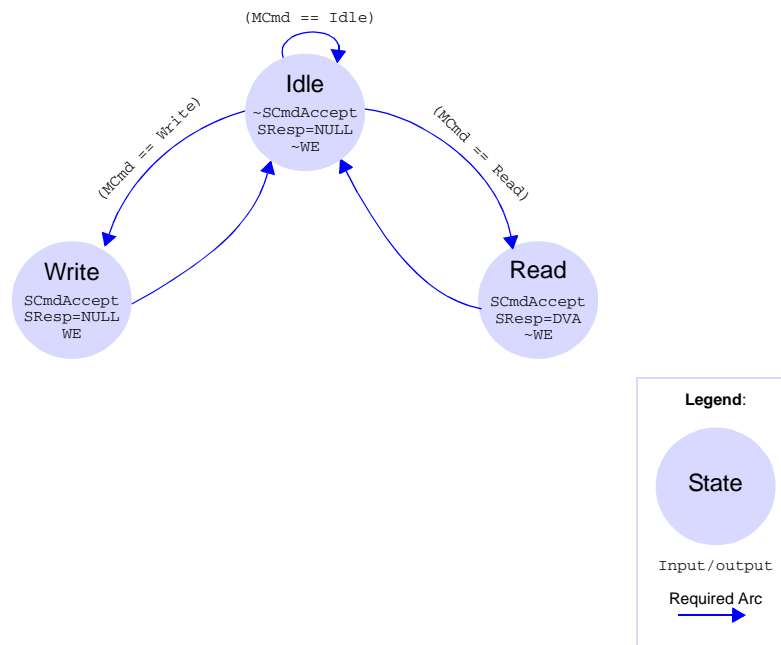 (MCmd == Idle)
Idle
~SCmdAccept
SResp=NULL
~WE
(MCmd == Write)
(MCmd == Read)
Write
SCmdAccept
SResp=NULL
WE
Read
SCmdAccept
SResp=DVA
~WE
Legend:
State
Input/output
Required Arc